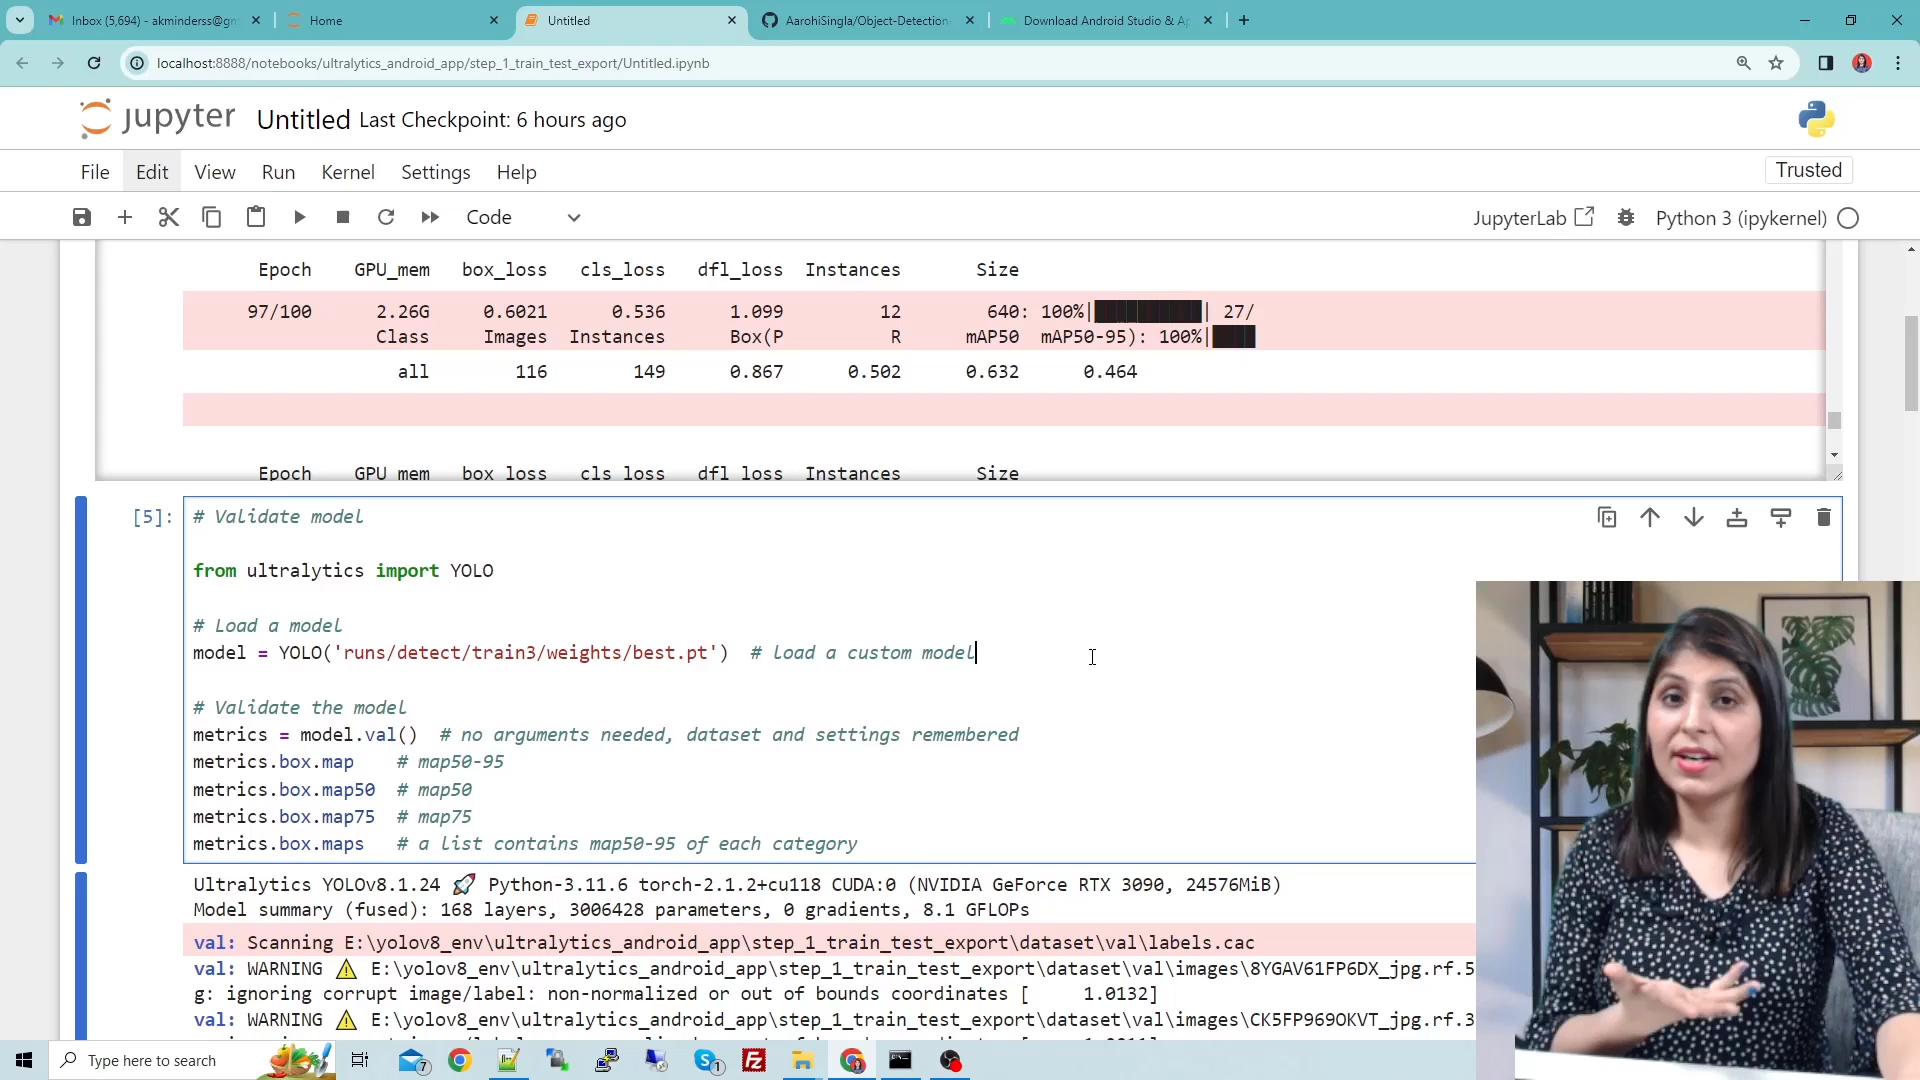 Inbox (5,694) - akminderss@gm
Home
Untitled
AarohiSingla/Object-Detection-
Download Android Studio & Ap
localhost:8888/notebooks/ultralytics_android_app/step_1_train_test_export/Untitled.ipynb
jupyter Untitled Last Checkpoint: 6 hours ago
File Edit View Run Kernel Settings Help Trusted
Code JupyterLab Python 3 (ipykernel)
Epoch GPU_mem box_loss cls_loss dfl_loss Instances Size
97/100 2.26G 0.6021 0.536 1.099 12 640: 100%|██████████| 27/
Class Images Instances Box(P R mAP50 mAP50-95): 100%|████
all 116 149 0.867 0.502 0.632 0.464
Epoch GPU_mem box_loss cls_loss dfl_loss Instances Size
[5]: # Validate model
from ultralytics import YOLO
# Load a model
model = YOLO('runs/detect/train3/weights/best.pt') # load a custom model
# Validate the model
metrics = model.val() # no arguments needed, dataset and settings remembered
metrics.box.map # map50-95
metrics.box.map50 # map50
metrics.box.map75 # map75
metrics.box.maps # a list contains map50-95 of each category
Ultralytics YOLOv8.1.24 🚀 Python-3.11.6 torch-2.1.2+cu118 CUDA:0 (NVIDIA GeForce RTX 3090, 24576MiB)
Model summary (fused): 168 layers, 3006428 parameters, 0 gradients, 8.1 GFLOPs
val: Scanning E:\yolov8_env\ultralytics_android_app\step_1_train_test_export\dataset\val\labels.cac
val: WARNING ⚠ E:\yolov8_env\ultralytics_android_app\step_1_train_test_export\dataset\val\images\8YGAV61FP6DX_jpg.rf.5
g: ignoring corrupt image/label: non-normalized or out of bounds coordinates [ 1.0132]
val: WARNING ⚠ E:\yolov8_env\ultralytics_android_app\step_1_train_test_export\dataset\val\images\CK5FP969OKVT_jpg.rf.3
Type here to search
7
1